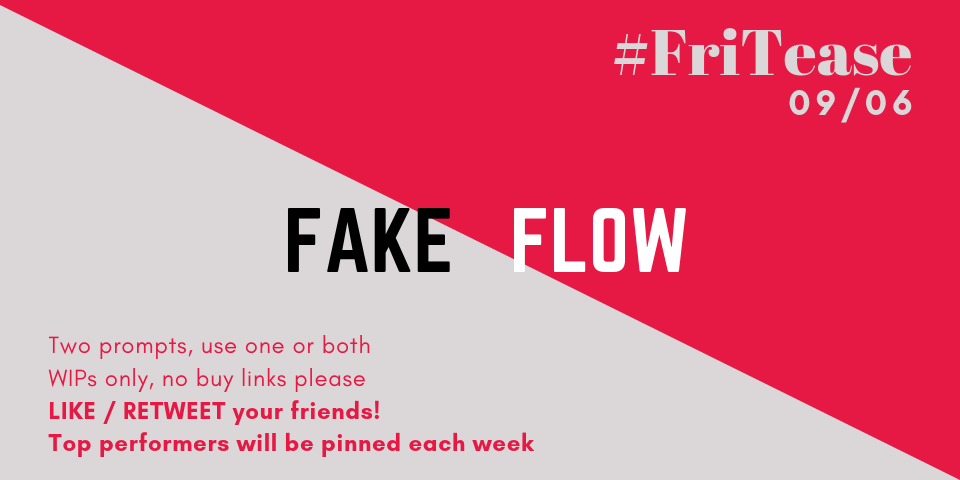 #FriTease
09/06
FAKE FLOW
Two prompts, use one or both
WIPs only, no buy links please
LIKE / RETWEET your friends!
Top performers will be pinned each week